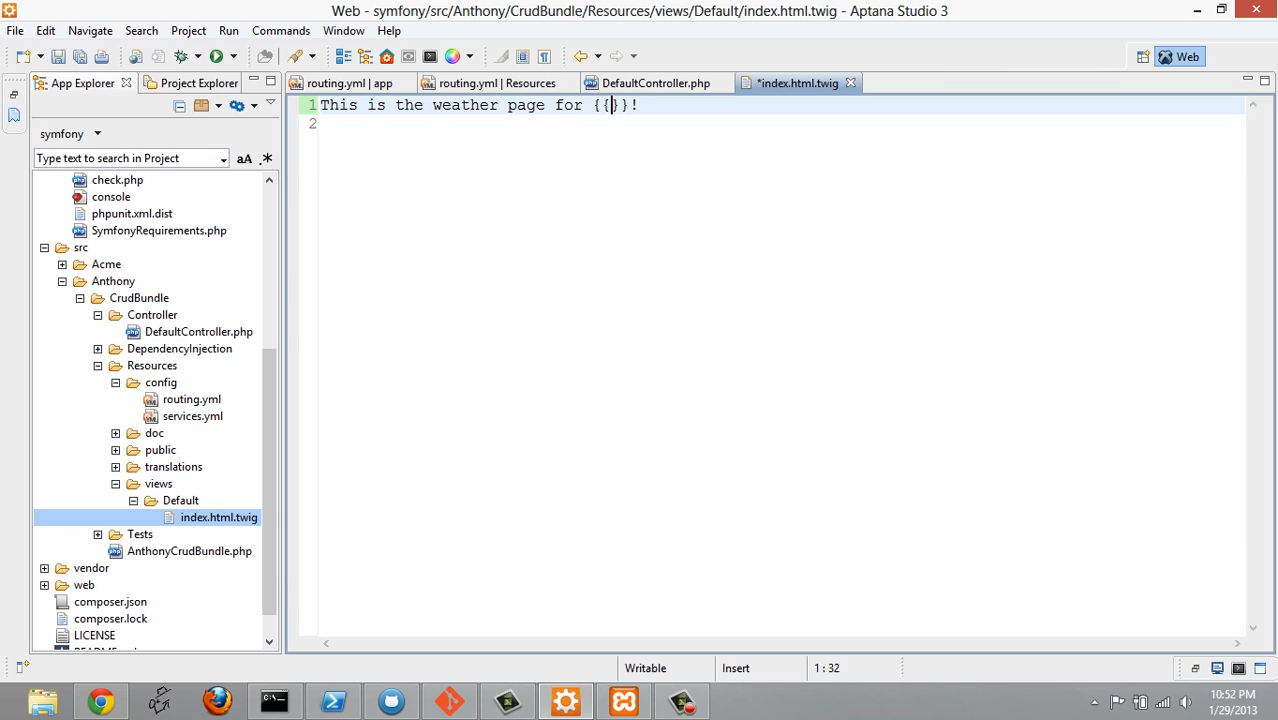 Web - symfony/src/Anthony/CrudBundle/Resources/views/Default/index.html.twig - Aptana Studio 3
File Edit Navigate Search Project Run Commands Window Help
Web
App Explorer
Project Explorer
routing.yml | app
routing.yml | Resources
DefaultController.php
*index.html.twig
1 This is the weather page for {{}}!
2
symfony
Type text to search in Project
aA .*
check.php
console
phpunit.xml.dist
SymfonyRequirements.php
src
Acme
Anthony
CrudBundle
Controller
DefaultController.php
DependencyInjection
Resources
config
routing.yml
services.yml
doc
public
translations
views
Default
index.html.twig
Tests
AnthonyCrudBundle.php
vendor
web
composer.json
composer.lock
LICENSE
Writable
Insert
1 : 32
10:52 PM
1/29/2013